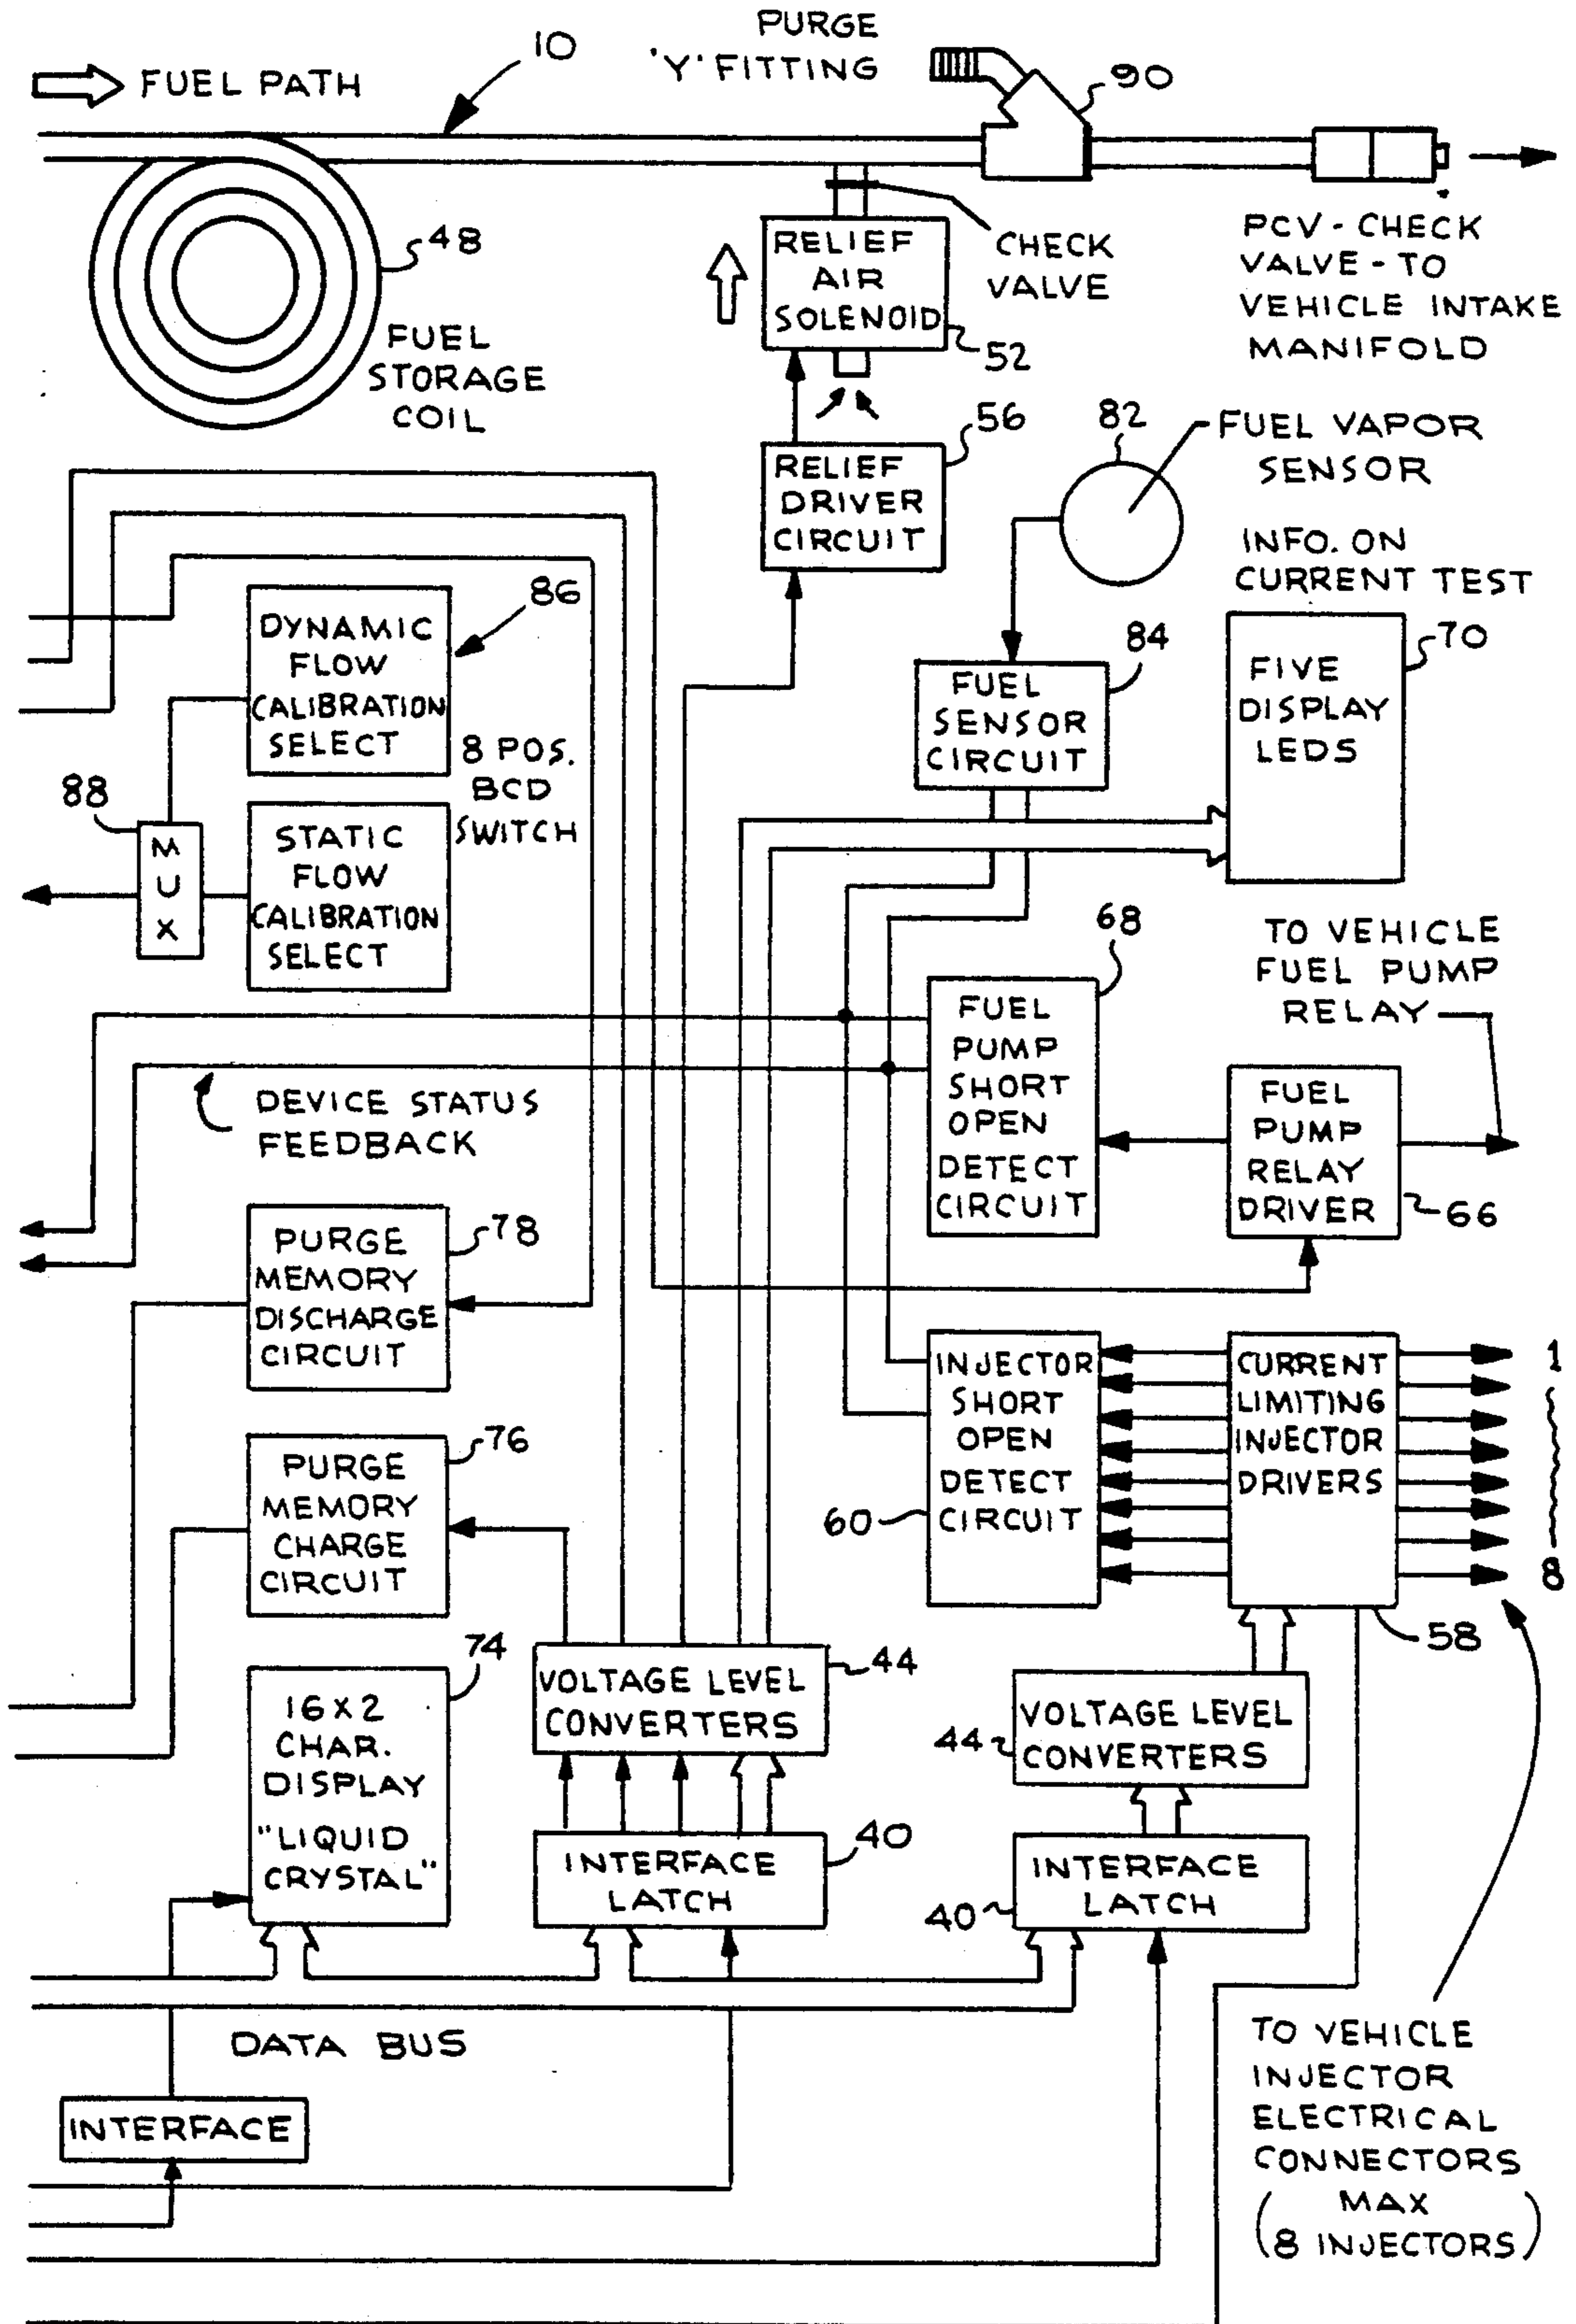 PURGE
'Y' FITTING
10
90
FUEL PATH
48
FUEL
STORAGE
COIL
RELIEF
AIR
SOLENOID
52
CHECK
VALVE
PCV - CHECK
VALVE - TO
VEHICLE INTAKE
MANIFOLD
56
RELIEF
DRIVER
CIRCUIT
82
FUEL VAPOR
SENSOR
INFO. ON
CURRENT TEST
86
DYNAMIC
FLOW
CALIBRATION
SELECT
8 POS.
BCD
SWITCH
88
MUX
STATIC
FLOW
CALIBRATION
SELECT
84
FUEL
SENSOR
CIRCUIT
70
FIVE
DISPLAY
LEDS
68
FUEL
PUMP
SHORT
OPEN
DETECT
CIRCUIT
TO VEHICLE
FUEL PUMP
RELAY
FUEL
PUMP
RELAY
DRIVER
66
DEVICE STATUS
FEEDBACK
78
PURGE
MEMORY
DISCHARGE
CIRCUIT
76
PURGE
MEMORY
CHARGE
CIRCUIT
INJECTOR
SHORT
OPEN
DETECT
CIRCUIT
60
CURRENT
LIMITING
INJECTOR
DRIVERS
1
8
58
74
16 X 2
CHAR.
DISPLAY
"LIQUID
CRYSTAL"
VOLTAGE LEVEL
CONVERTERS
44
VOLTAGE LEVEL
CONVERTERS
44
INTERFACE
LATCH
40
INTERFACE
LATCH
40
DATA BUS
INTERFACE
TO VEHICLE
INJECTOR
ELECTRICAL
CONNECTORS
(MAX
8 INJECTORS)